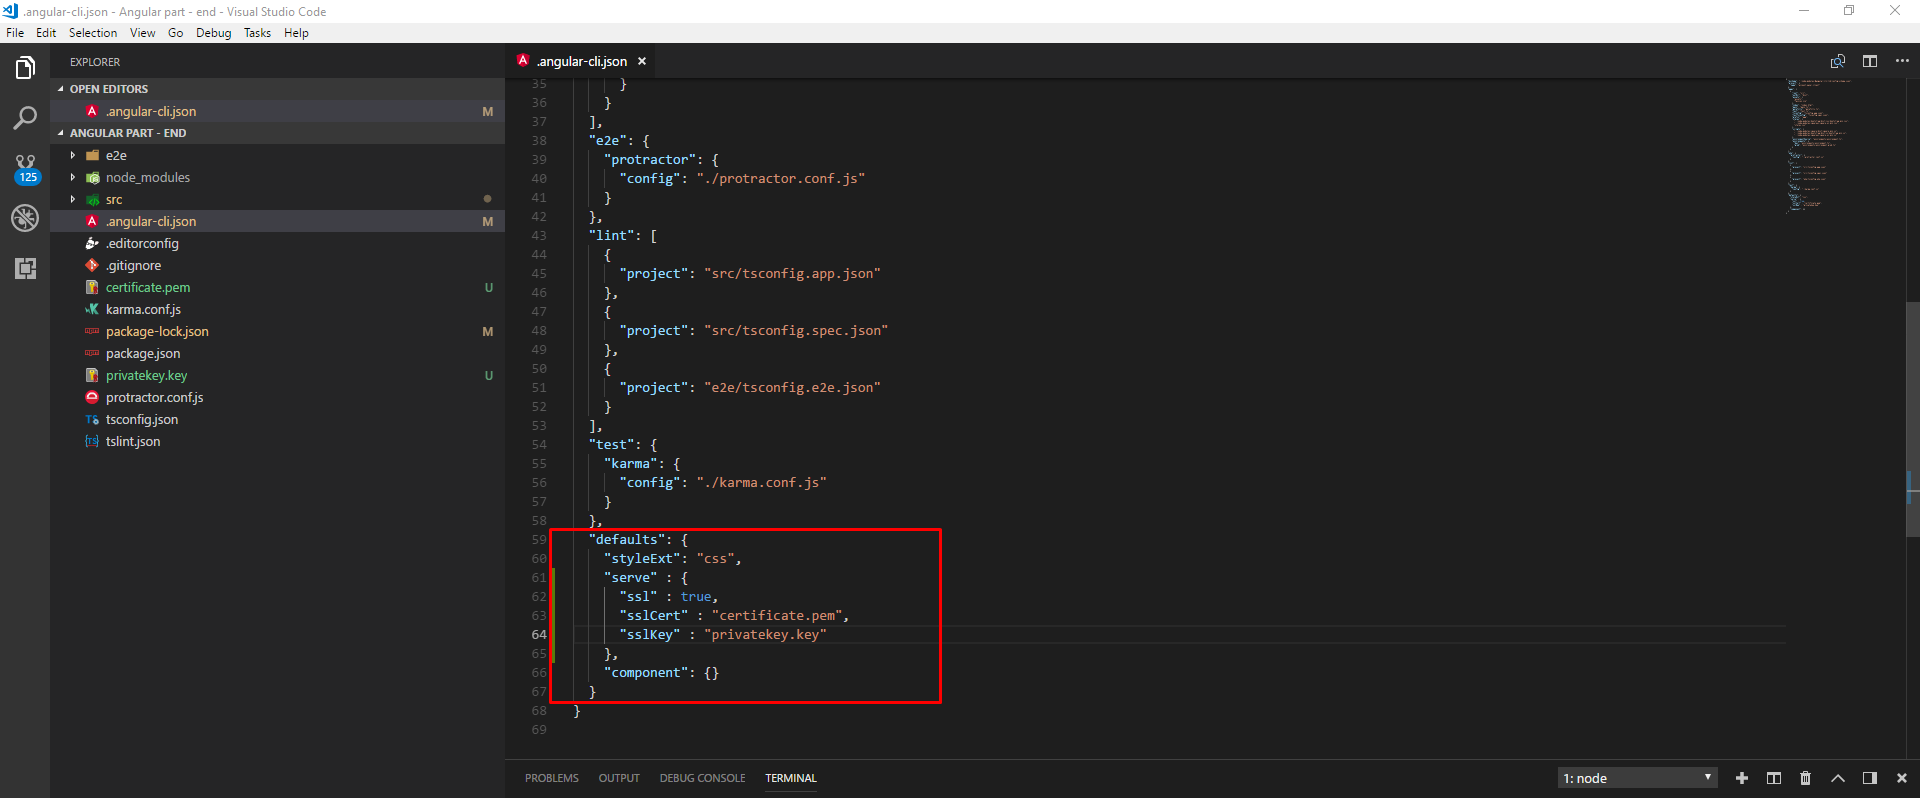 .angular-cli.json - Angular part - end - Visual Studio Code
File Edit Selection View Go Debug Tasks Help
EXPLORER
OPEN EDITORS
.angular-cli.json M
ANGULAR PART - END
e2e
node_modules
src
.angular-cli.json M
.editorconfig
.gitignore
certificate.pem U
karma.conf.js
package-lock.json M
package.json
privatekey.key U
protractor.conf.js
tsconfig.json
tslint.json
125
.angular-cli.json
35 }
36 }
37 ],
38 "e2e": {
39 "protractor": {
40 "config": "./protractor.conf.js"
41 }
42 },
43 "lint": [
44 {
45 "project": "src/tsconfig.app.json"
46 },
47 {
48 "project": "src/tsconfig.spec.json"
49 },
50 {
51 "project": "e2e/tsconfig.e2e.json"
52 }
53 ],
54 "test": {
55 "karma": {
56 "config": "./karma.conf.js"
57 }
58 },
59 "defaults": {
60 "styleExt": "css",
61 "serve" : {
62 "ssl" : true,
63 "sslCert" : "certificate.pem",
64 "sslKey" : "privatekey.key"
65 },
66 "component": {}
67 }
68 }
69
PROBLEMS OUTPUT DEBUG CONSOLE TERMINAL
1: node